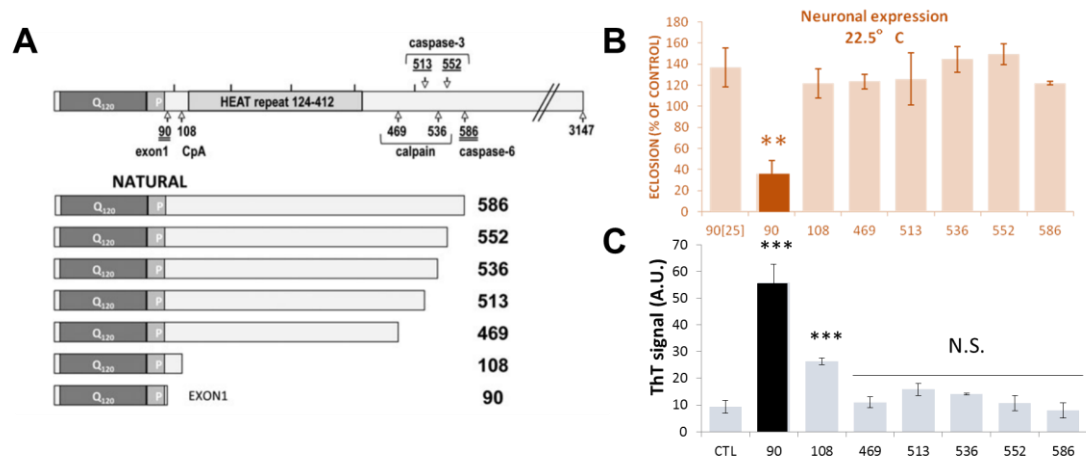 A
caspase-3
513 552
Q120 P HEAT repeat 124-412
90 108 469 536 586 3147
exon1 CpA calpain caspase-6
NATURAL
Q120 P 586
Q120 P 552
Q120 P 536
Q120 P 513
Q120 P 469
Q120 P 108
Q120 P EXON1 90
B
Neuronal expression
22.5° C
ECLOSION (% OF CONTROL)
180
160
140
120
100
80
60
40
20
0
**
90[25] 90 108 469 513 536 552 586
C
ThT signal (A.U.)
70
60
50
40
30
20
10
0
***
***
N.S.
CTL 90 108 469 513 536 552 586